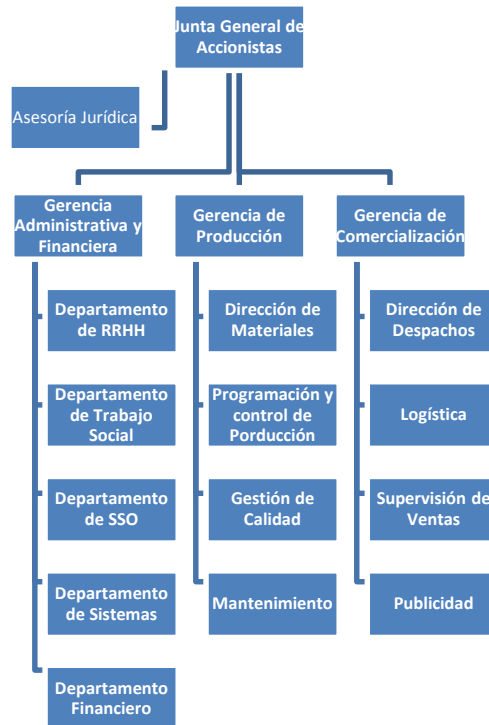 Junta General de
Accionistas
Asesoría Jurídica
Gerencia
Administrativa y
Financiera
Gerencia de
Producción
Gerencia de
Comercialización
Departamento
de RRHH
Dirección de
Materiales
Dirección de
Despachos
Departamento
de Trabajo
Social
Programación y
control de
Porducción
Logística
Departamento
de SSO
Gestión de
Calidad
Supervisión de
Ventas
Departamento
de Sistemas
Mantenimiento
Publicidad
Departamento
Financiero